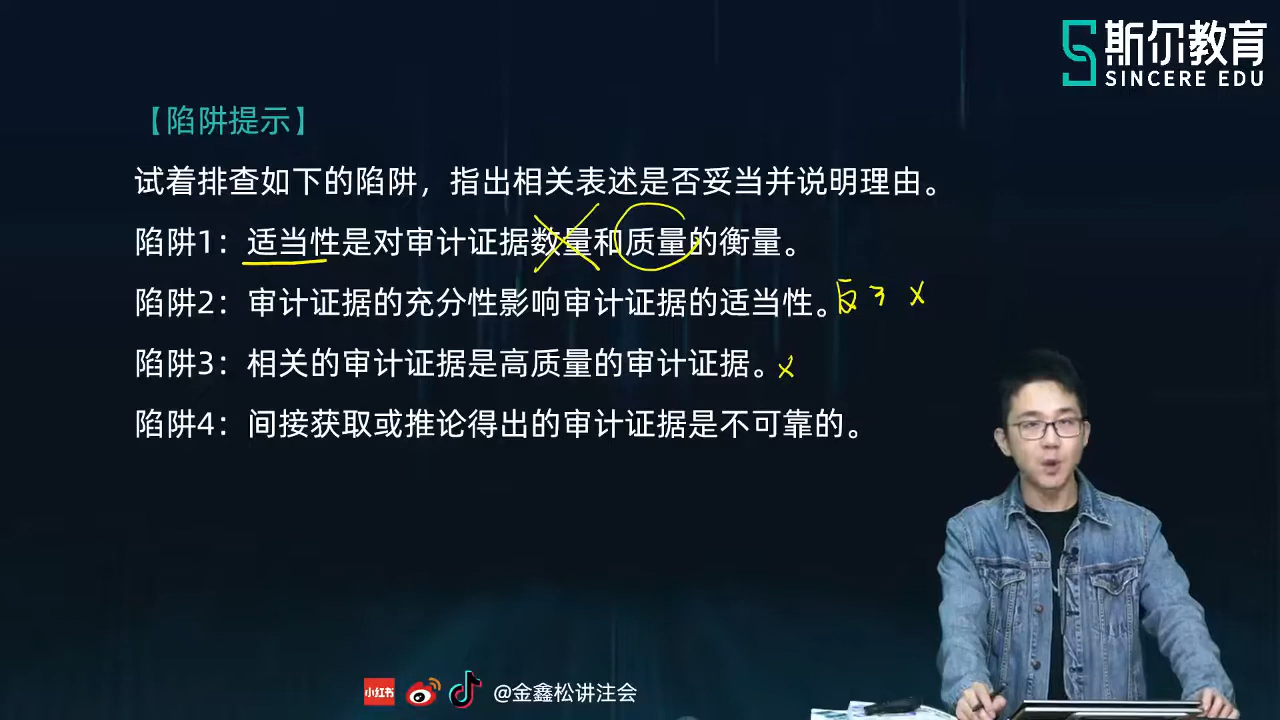 斯尔教育
SINCERE EDU
【陷阱提示】
试着排查如下的陷阱，指出相关表述是否妥当并说明理由。
陷阱1：适当性是对审计证据数量和质量的衡量。
陷阱2：审计证据的充分性影响审计证据的适当性。反了 ×
陷阱3：相关的审计证据是高质量的审计证据。×
陷阱4：间接获取或推论得出的审计证据是不可靠的。
小红书 @金鑫松讲注会